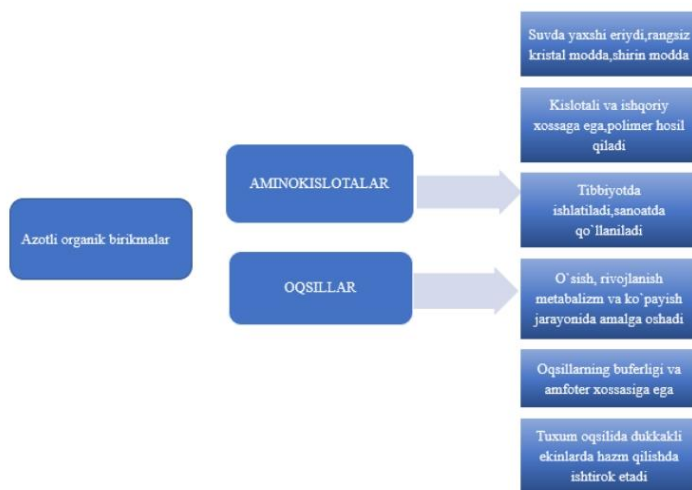 Azotli organik birikmalar
AMINOKISLOTALAR
OQSILLAR
Suvda yaxshi eriydi,rangsiz
kristal modda,shirin modda
Kislotali va ishqoriy
xossaga ega,polimer hosil
qiladi
Tibbiyotda
ishlatiladi,sanoatda
qo`llaniladi
O`sish, rivojlanish
metabalizm va ko`payish
jarayonida amalga oshadi
Oqsillarning buferligi va
amfoter xossasiga ega
Tuxum oqsilida dukkakli
ekinlarda hazm qilishda
ishtirok etadi